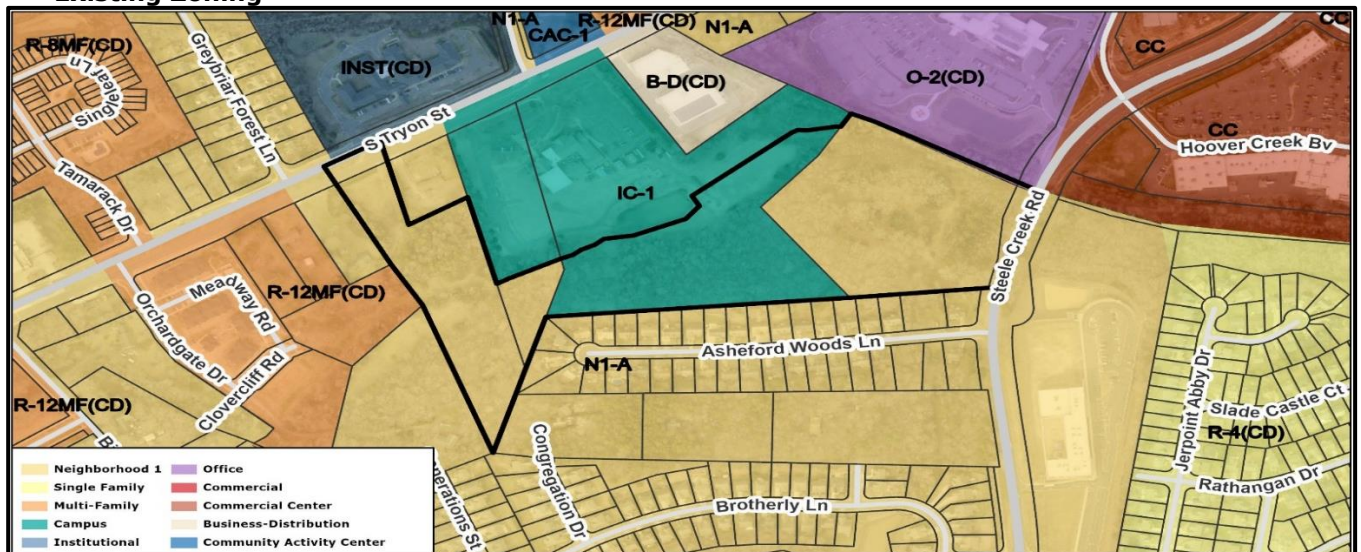 Existing Zoning
N1-A
R-12MF(CD)
CAC-1
N1-A
CC
R-8MF(CD)
Greybriar Forest Ln
Singleleaf Ln
INST(CD)
B-D(CD)
O-2(CD)
CC
CC
Hoover Creek Bv
S Tryon St
Tamarack Dr
IC-1
Steele Creek Rd
Meadway Rd
R-12MF(CD)
Orchardgate Dr
Clovercliff Rd
Asheford Woods Ln
N1-A
Jerpoint Abby Dr
Slade Castle Ct
R-12MF(CD)
R-4(CD)
Congregation Dr
Rathangan Dr
Brotherly Ln
Neighborhood 1
Single Family
Multi-Family
Campus
Institutional
Office
Commercial
Commercial Center
Business-Distribution
Community Activity Center